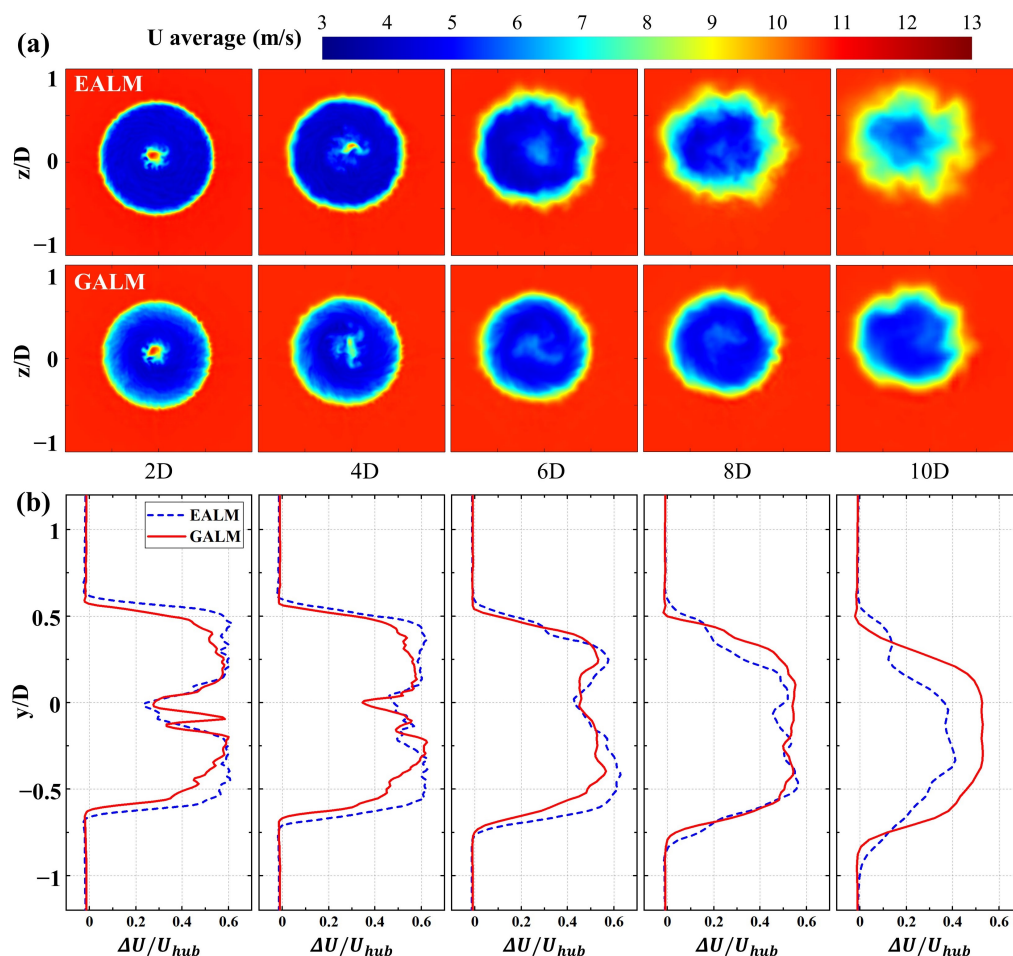 (a)
U average (m/s)
3 4 5 6 7 8 9 10 11 12 13
EALM
1
0
−1
z/D
GALM
1
0
−1
z/D
2D 4D 6D 8D 10D
(b)
EALM
GALM
1
0.5
0
−0.5
−1
y/D
0 0.2 0.4 0.6 0 0.2 0.4 0.6 0 0.2 0.4 0.6 0 0.2 0.4 0.6 0 0.2 0.4 0.6
ΔU/U_hub ΔU/U_hub ΔU/U_hub ΔU/U_hub ΔU/U_hub